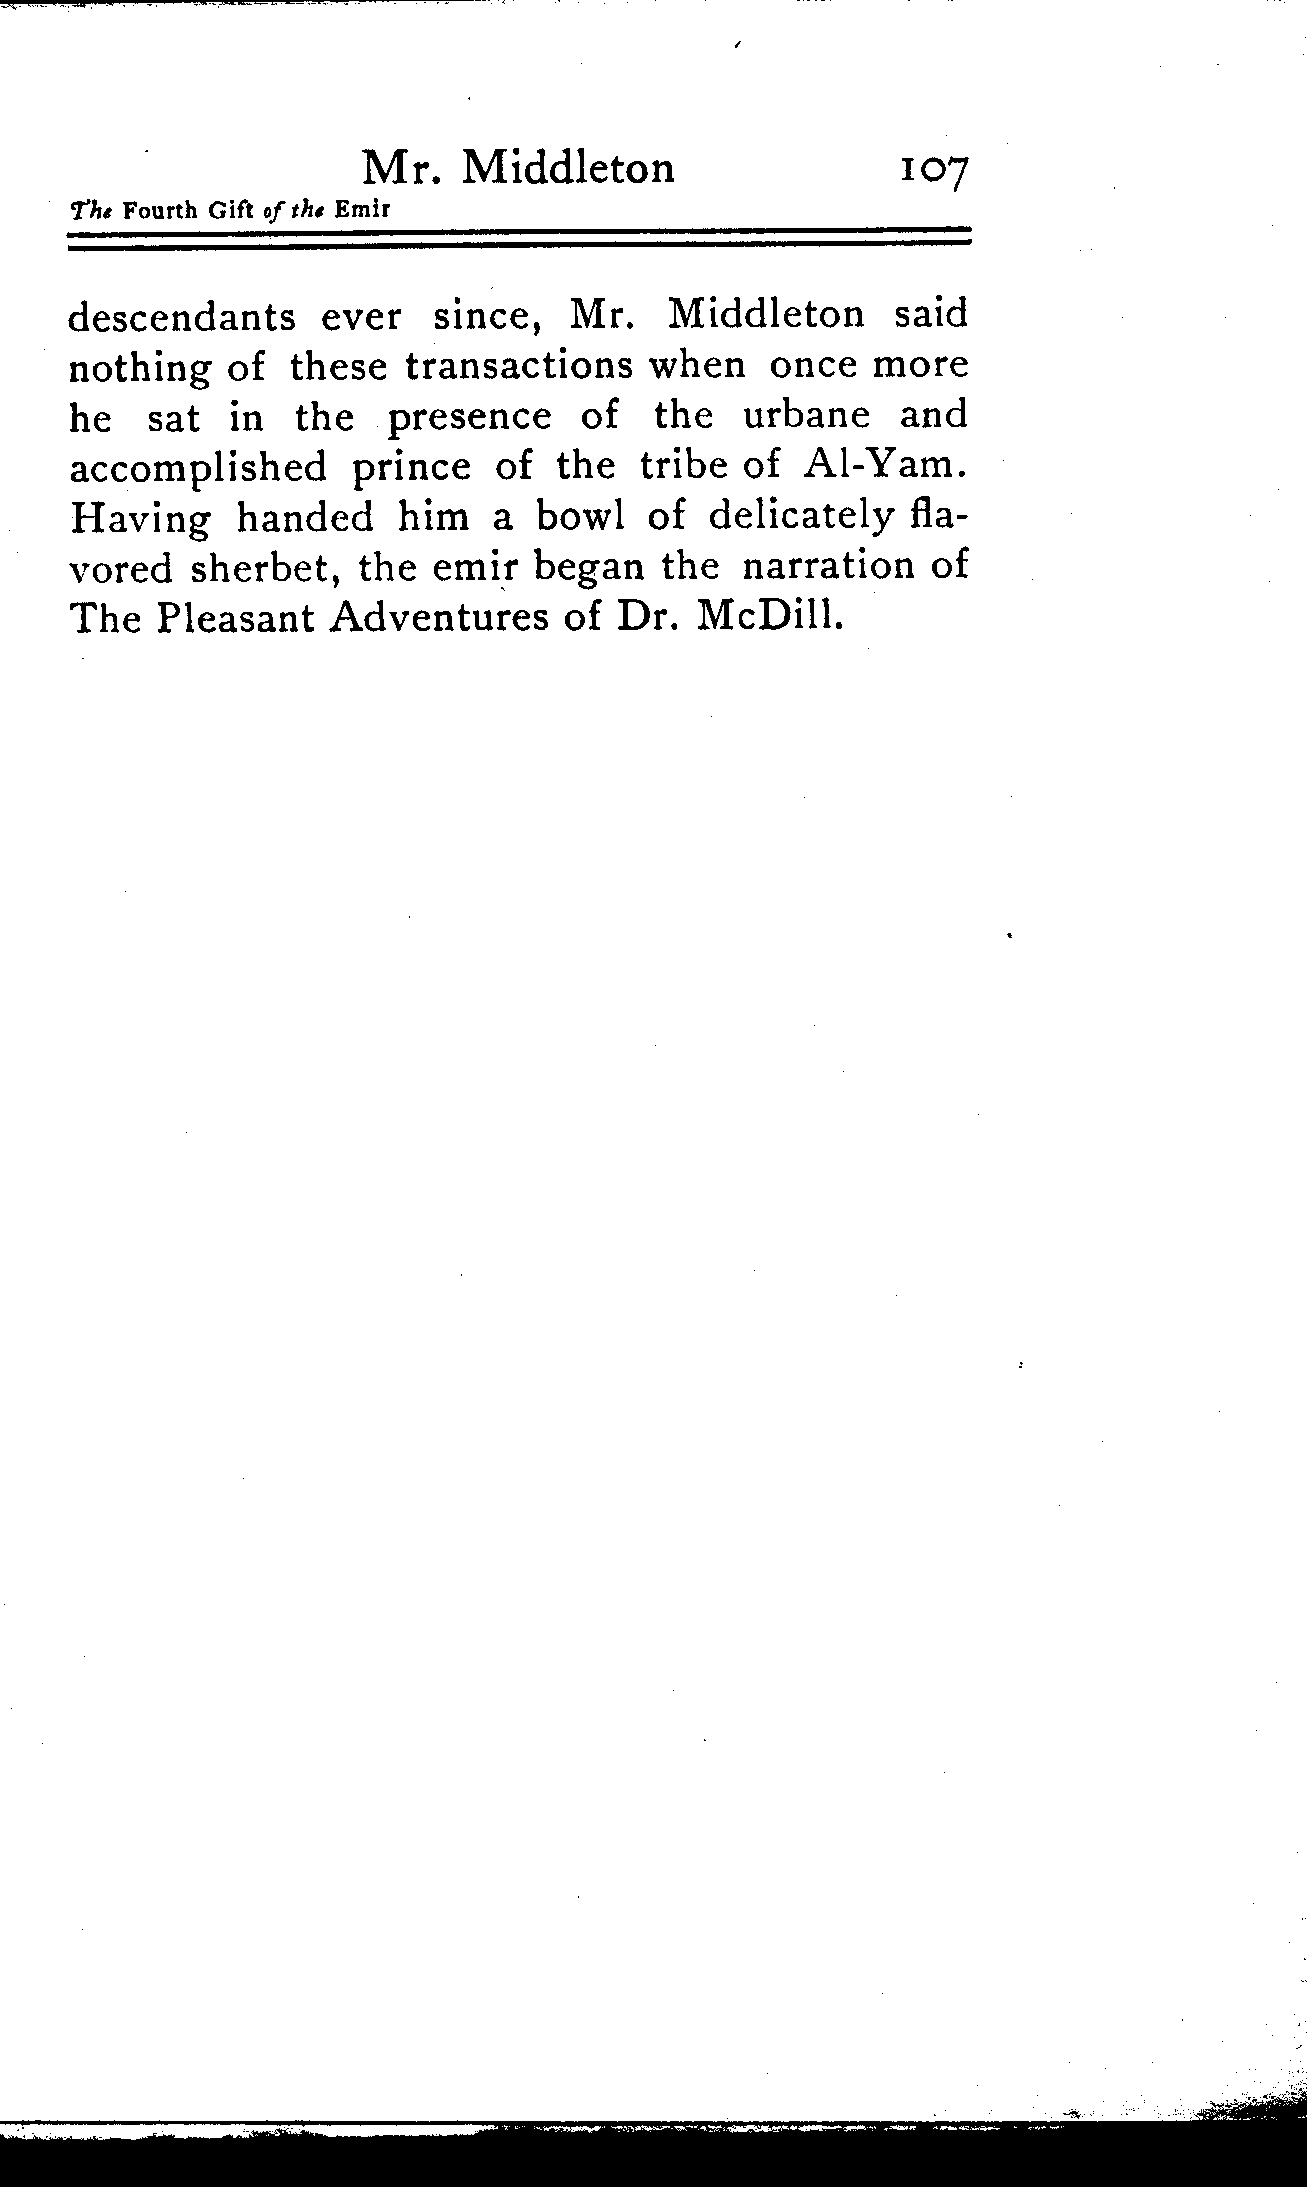 Mr. Middleton 107
The Fourth Gift of the Emir
descendants ever since, Mr. Middleton said
nothing of these transactions when once more
he sat in the presence of the urbane and
accomplished prince of the tribe of Al-Yam.
Having handed him a bowl of delicately fla-
vored sherbet, the emir began the narration of
The Pleasant Adventures of Dr. McDill.